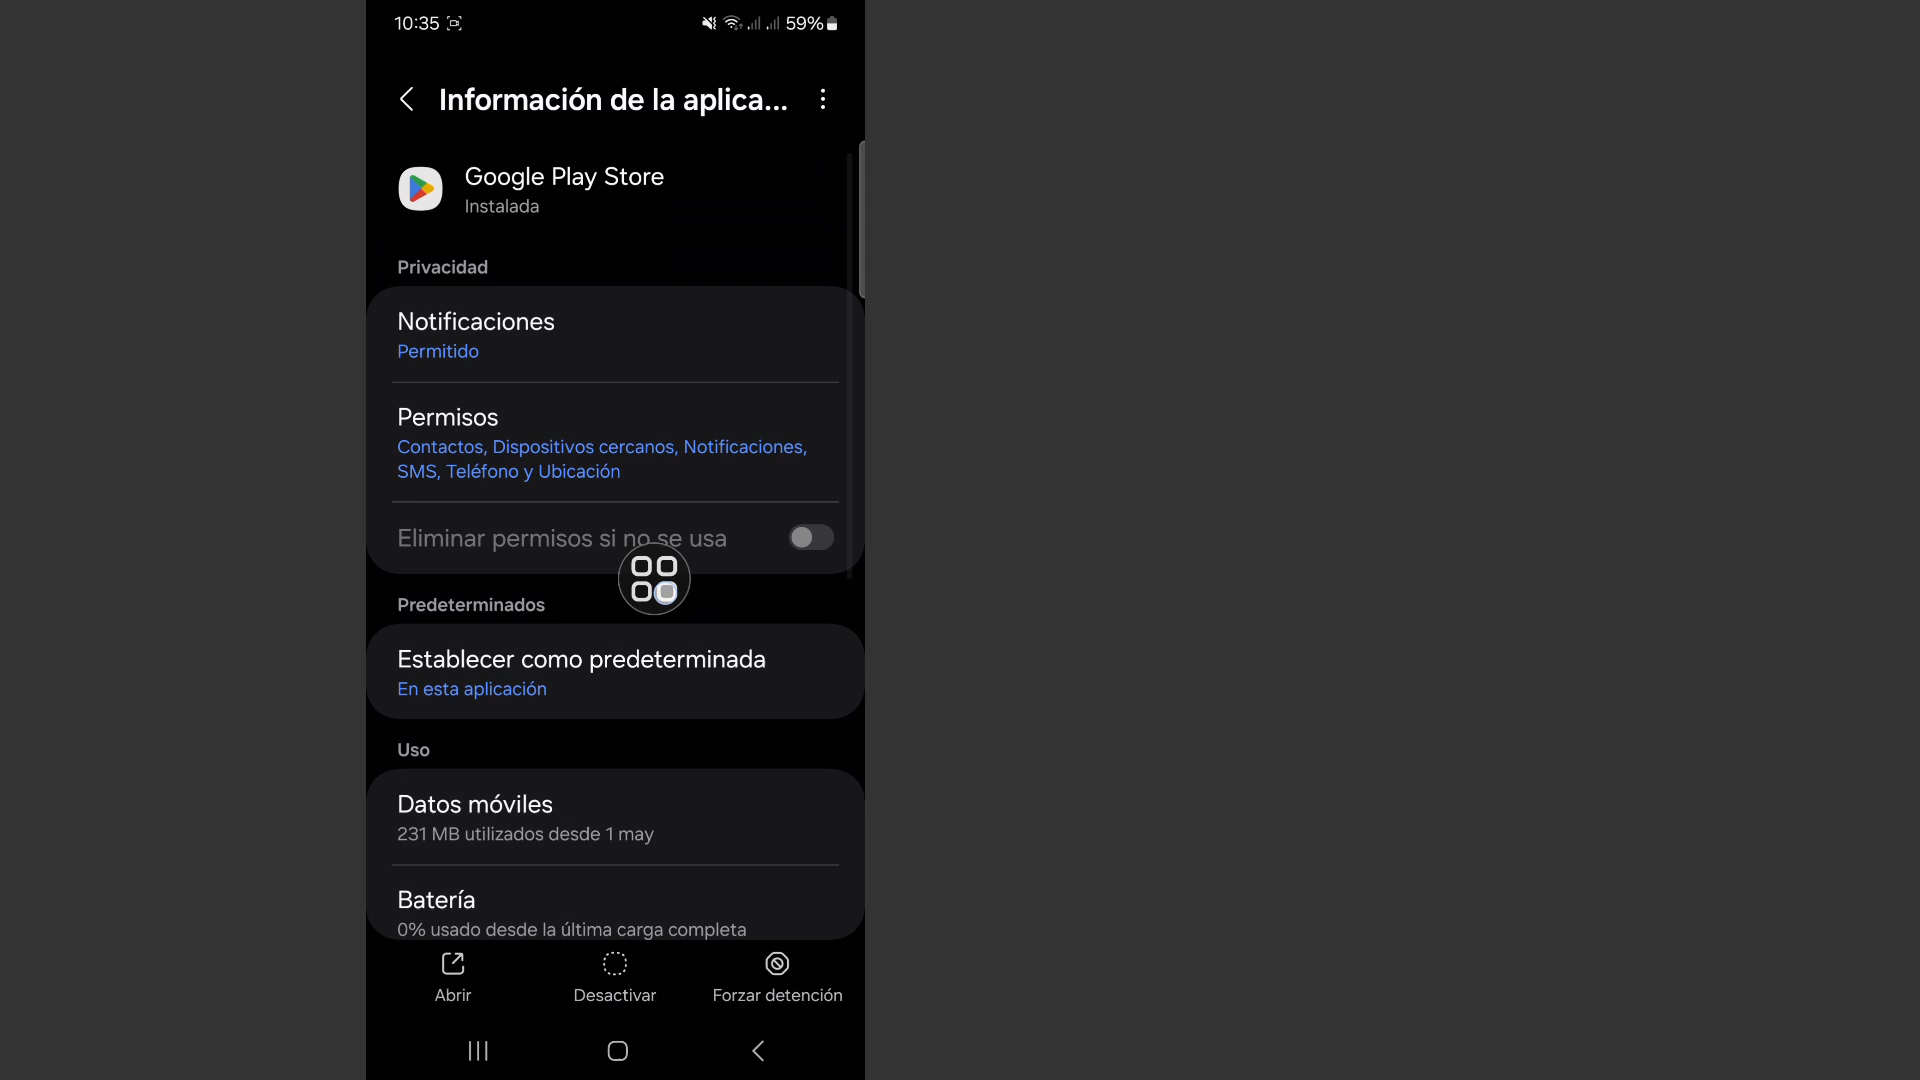 10:35
59%
Información de la aplica...
Google Play Store
Instalada
Privacidad
Notificaciones
Permitido
Permisos
Contactos, Dispositivos cercanos, Notificaciones,
SMS, Teléfono y Ubicación
Eliminar permisos si no se usa
Predeterminados
Establecer como predeterminada
En esta aplicación
Uso
Datos móviles
231 MB utilizados desde 1 may
Batería
0% usado desde la última carga completa
Abrir
Desactivar
Forzar detención